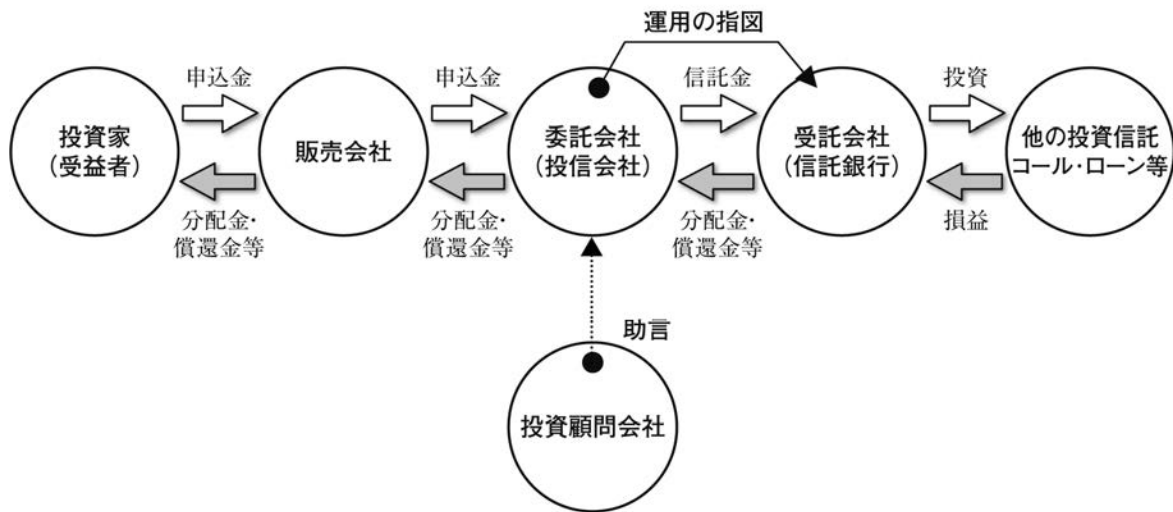 運用の指図
申込金
申込金
信託金
投資
投資家
（受益者）
販売会社
委託会社
（投信会社）
受託会社
（信託銀行）
他の投資信託
コール・ローン等
分配金・
償還金等
分配金・
償還金等
分配金・
償還金等
損益
助言
投資顧問会社